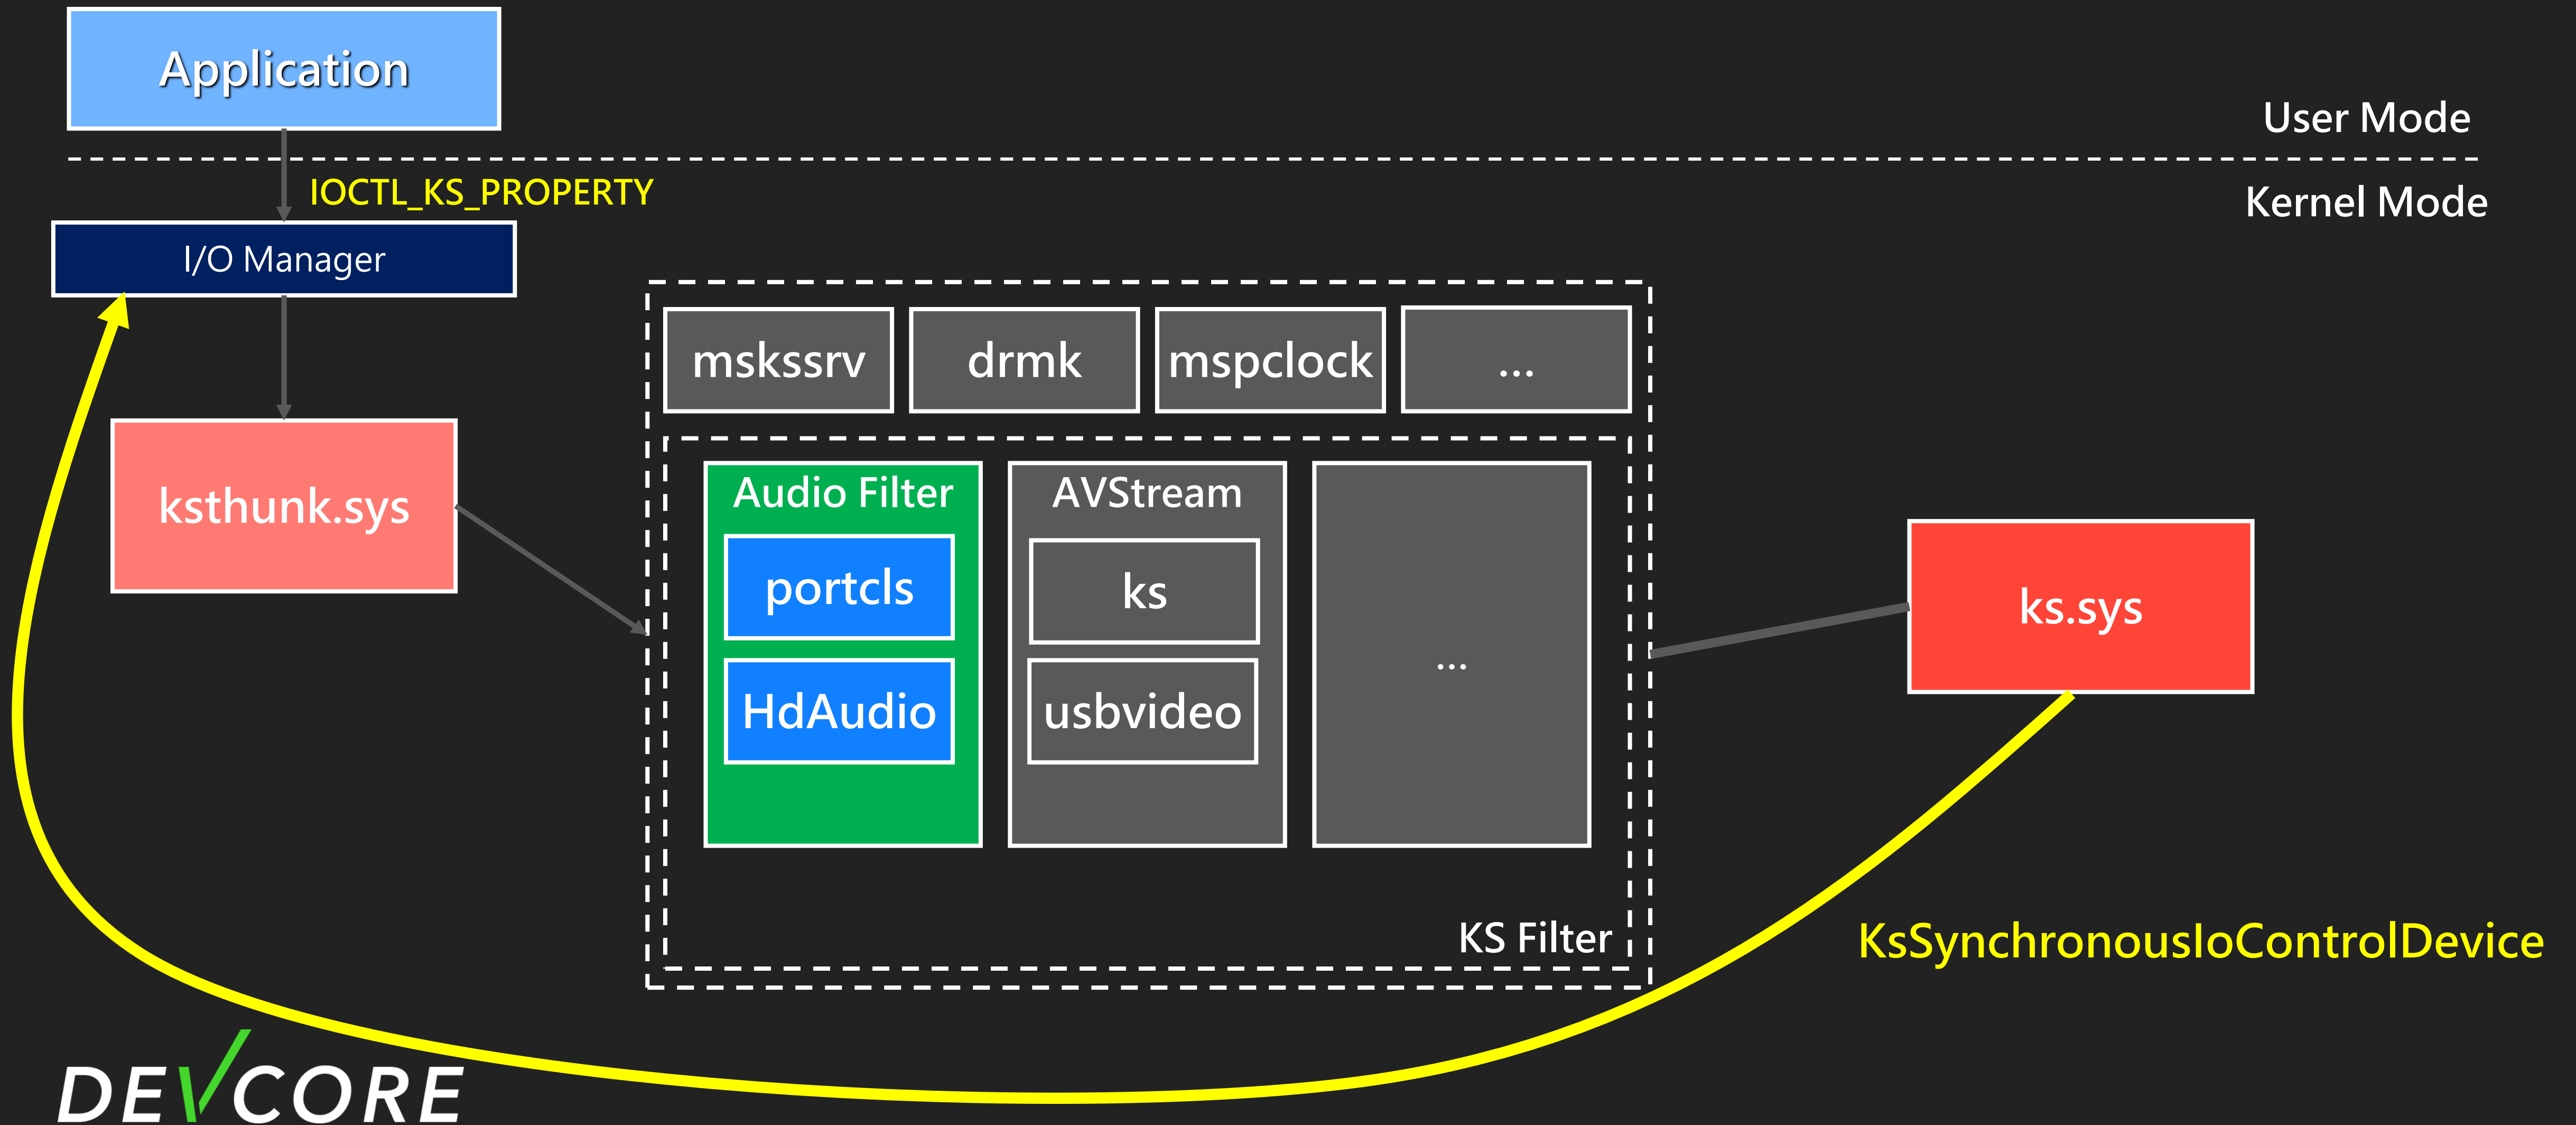 Application
User Mode
IOCTL_KS_PROPERTY
Kernel Mode
I/O Manager
mskssrv
drmk
mspclock
...
ksthunk.sys
Audio Filter
portcls
HdAudio
AVStream
ks
usbvideo
...
ks.sys
KS Filter
KsSynchronousIoControlDevice
DEVCORE